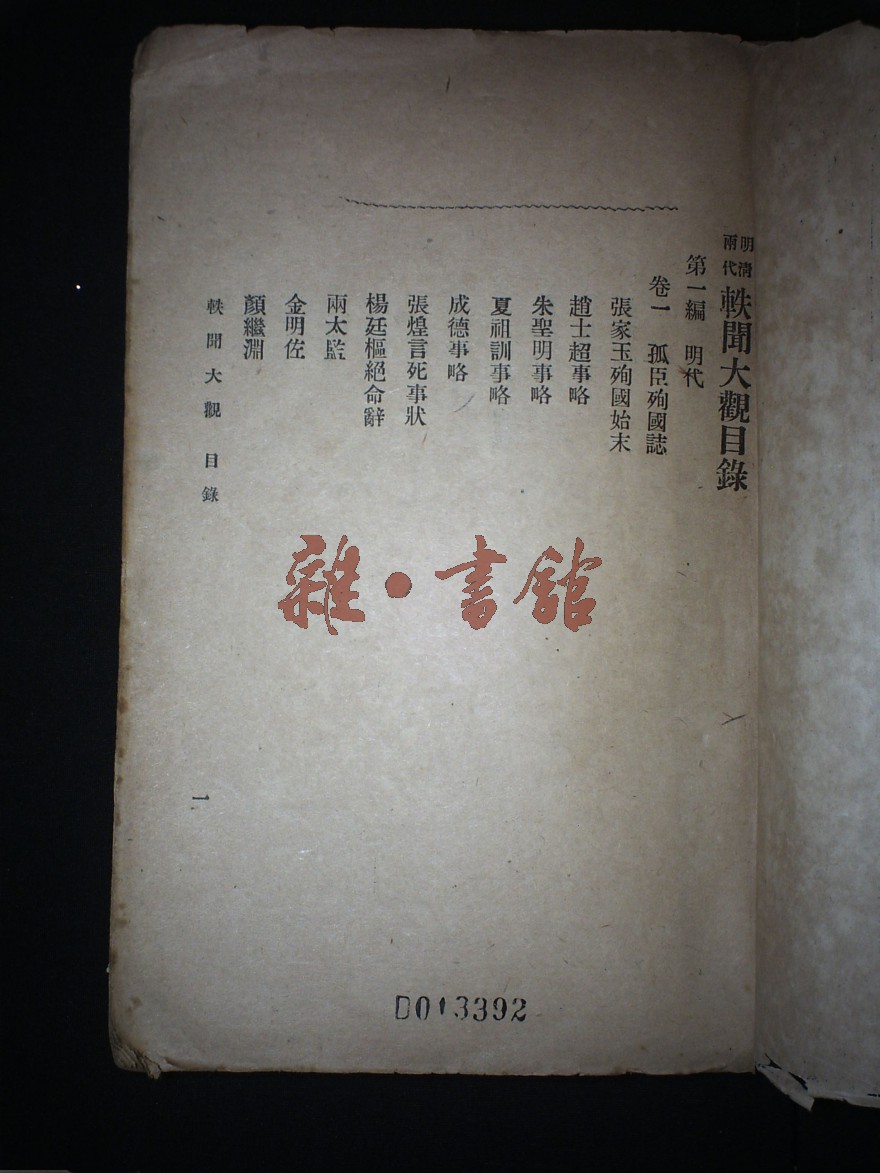 明清兩代軼聞大觀目錄
第一編 明代
卷一 孤臣殉國誌
張家玉殉國始末
趙士超事略
朱聖明事略
夏祖訓事略
成德事略
張煌言死事狀
楊廷樞絕命辭
兩太監
金明佐
顏繼淵
軼聞大觀 目錄
一
雜·書館
D013392